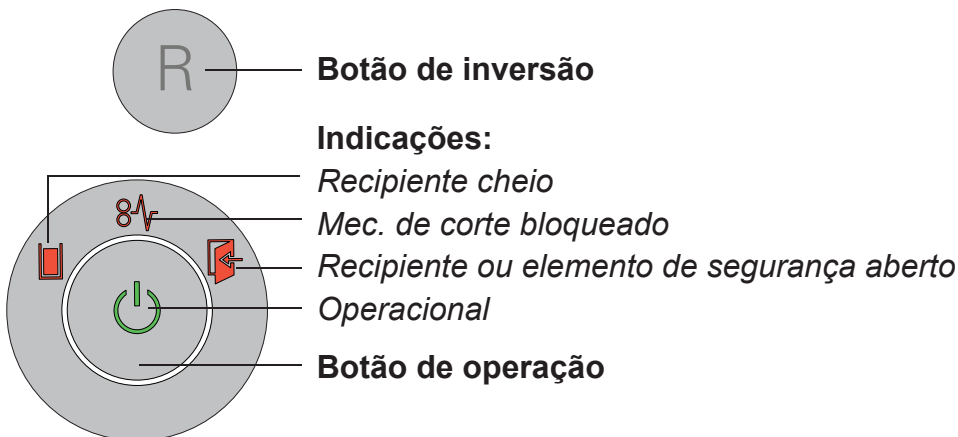 R
Botão de inversão
Indicações:
Recipiente cheio
Mec. de corte bloqueado
Recipiente ou elemento de segurança aberto
Operacional
Botão de operação